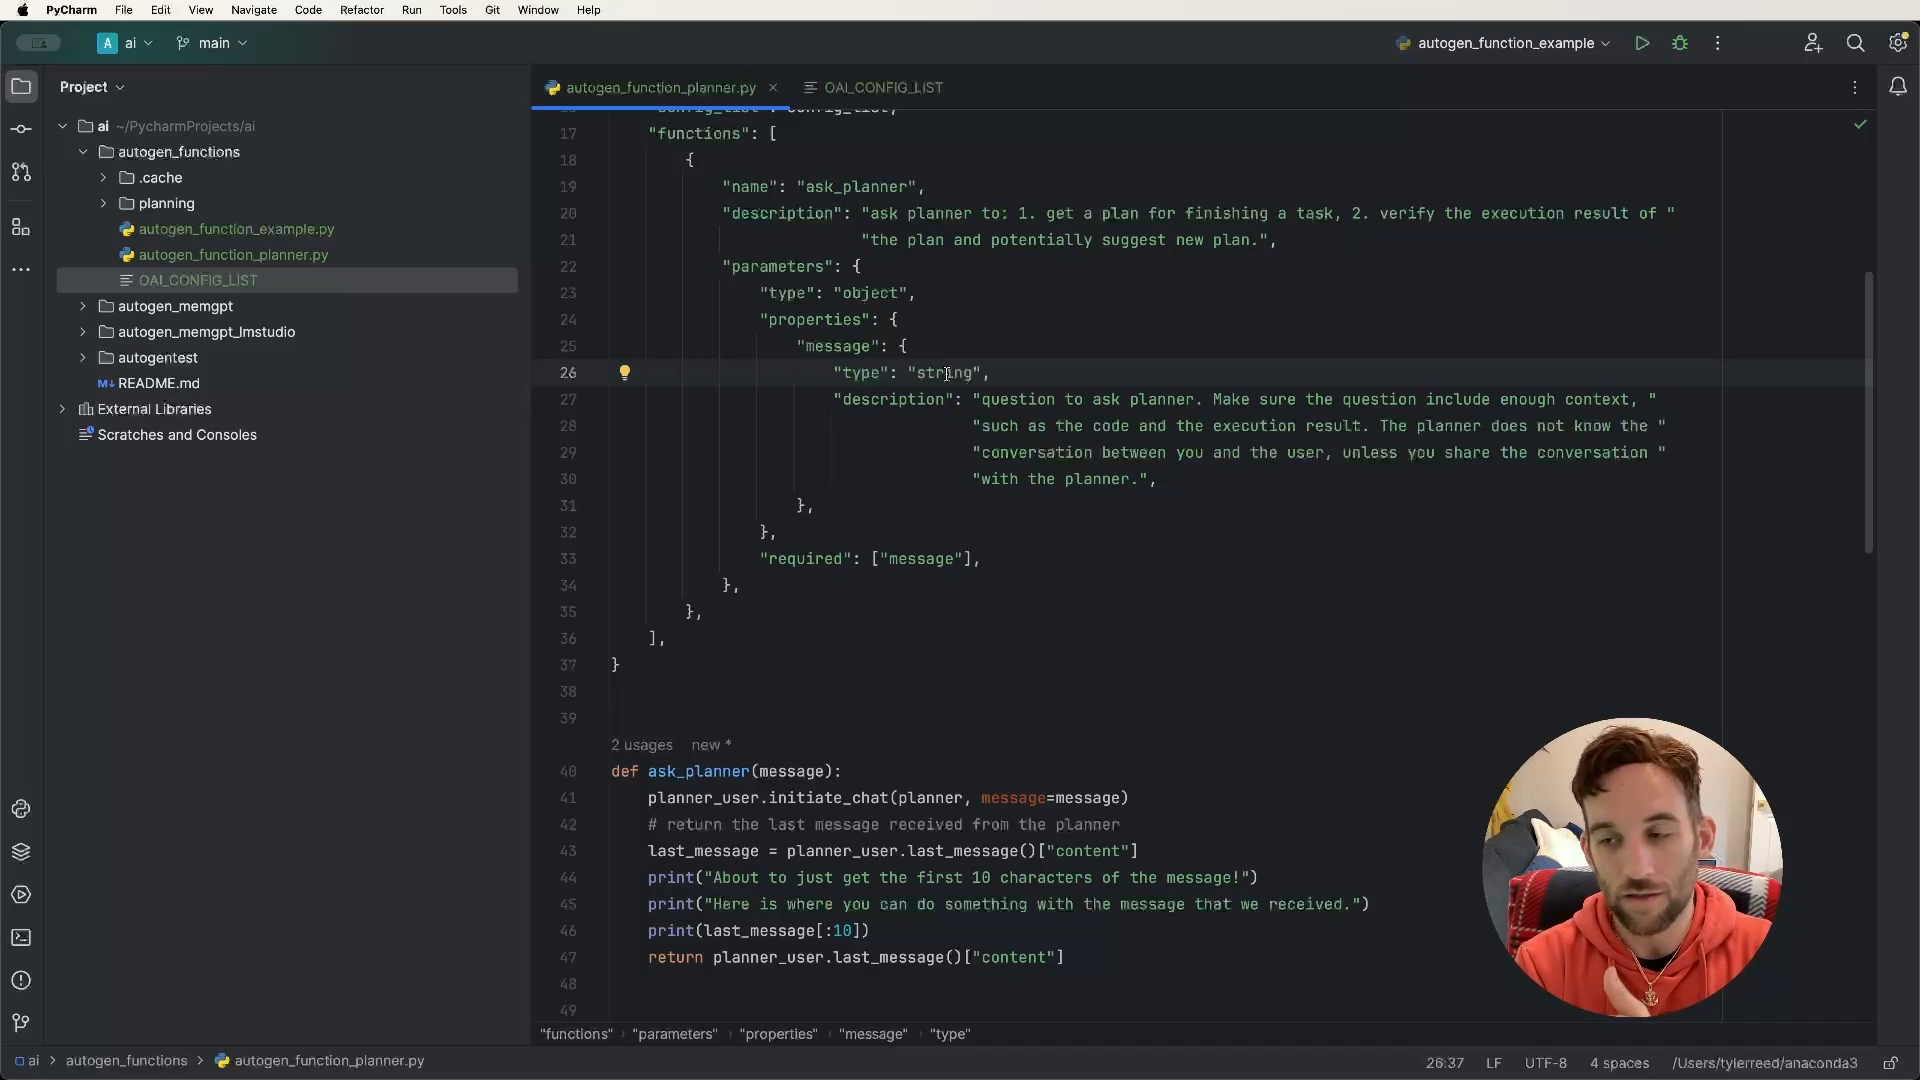 PyCharm File Edit View Navigate Code Refactor Run Tools Git Window Help
A ai main autogen_function_example
Project
autogen_function_planner.py OAI_CONFIG_LIST
ai ~/PycharmProjects/ai
autogen_functions
.cache
planning
autogen_function_example.py
autogen_function_planner.py
OAI_CONFIG_LIST
autogen_memgpt
autogen_memgpt_lmstudio
autogentest
M↓ README.md
External Libraries
Scratches and Consoles
17 "functions": [
18 {
19 "name": "ask_planner",
20 "description": "ask planner to: 1. get a plan for finishing a task, 2. verify the execution result of "
21 "the plan and potentially suggest new plan.",
22 "parameters": {
23 "type": "object",
24 "properties": {
25 "message": {
26 "type": "string",
27 "description": "question to ask planner. Make sure the question include enough context, "
28 "such as the code and the execution result. The planner does not know the "
29 "conversation between you and the user, unless you share the conversation "
30 "with the planner.",
31 },
32 },
33 "required": ["message"],
34 },
35 },
36 ],
37 }
38
39
2 usages new *
40 def ask_planner(message):
41 planner_user.initiate_chat(planner, message=message)
42 # return the last message received from the planner
43 last_message = planner_user.last_message()["content"]
44 print("About to just get the first 10 characters of the message!")
45 print("Here is where you can do something with the message that we received.")
46 print(last_message[:10])
47 return planner_user.last_message()["content"]
48
49
"functions" › "parameters" › "properties" › "message" › "type"
ai > autogen_functions > autogen_function_planner.py 26:37 LF UTF-8 4 spaces /Users/tylerreed/anaconda3